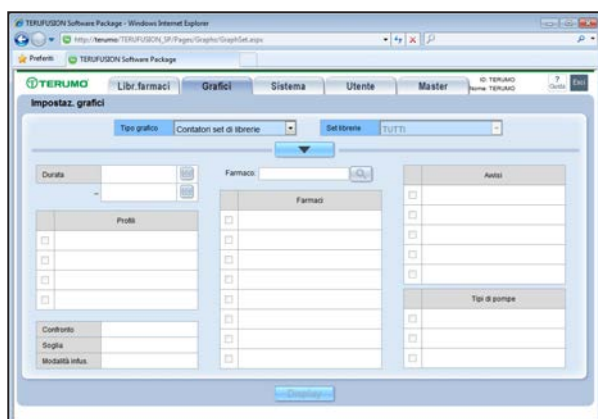 TERUFUSION Software Package - Windows Internet Explorer
http://terumo/TERUFUSION_SP/Pages/Graphs/GraphSet.aspx
Preferiti TERUFUSION Software Package
TERUMO Libr.farmaci Grafici Sistema Utente Master ID: TERUMO Nome: TERUMO ? Guida Esci
Impostaz. grafici
Tipo grafico Contatori set di librerie Set librerie TUTTI
Durata Farmaco: Avvisi
–
Farmaci
Profili
Tipi di pompe
Confronto
Soglia
Modalità infus.
Display